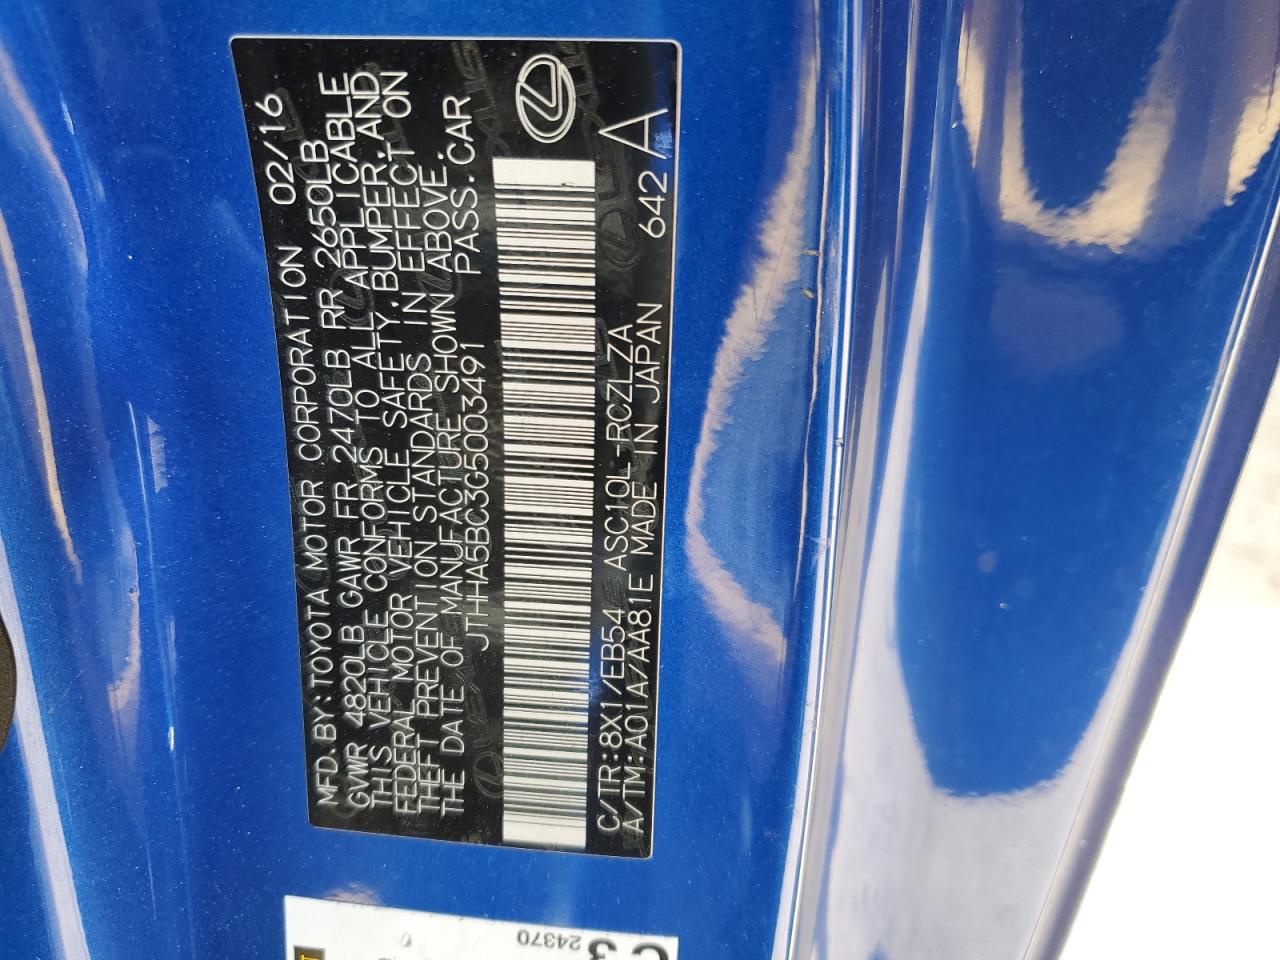 MFD.BY:TOYOTA MOTOR CORPORATION 02/16
GVWR 4820LB GAWR FR 2470LB RR 2650LB
THIS VEHICLE CONFORMS TO ALL APPLICABLE
FEDERAL MOTOR VEHICLE SAFETY,BUMPER,AND
THEFT PREVENTION STANDARDS IN EFFECT ON
THE DATE OF MANUFACTURE SHOWN ABOVE.
JTHHA5BC3G5003491 PASS.CAR
C/TR:8X1/EB54 ASC10L-RCZLZA
A/TM:A01A/AA81E MADE IN JAPAN 642 A
C 3
24370